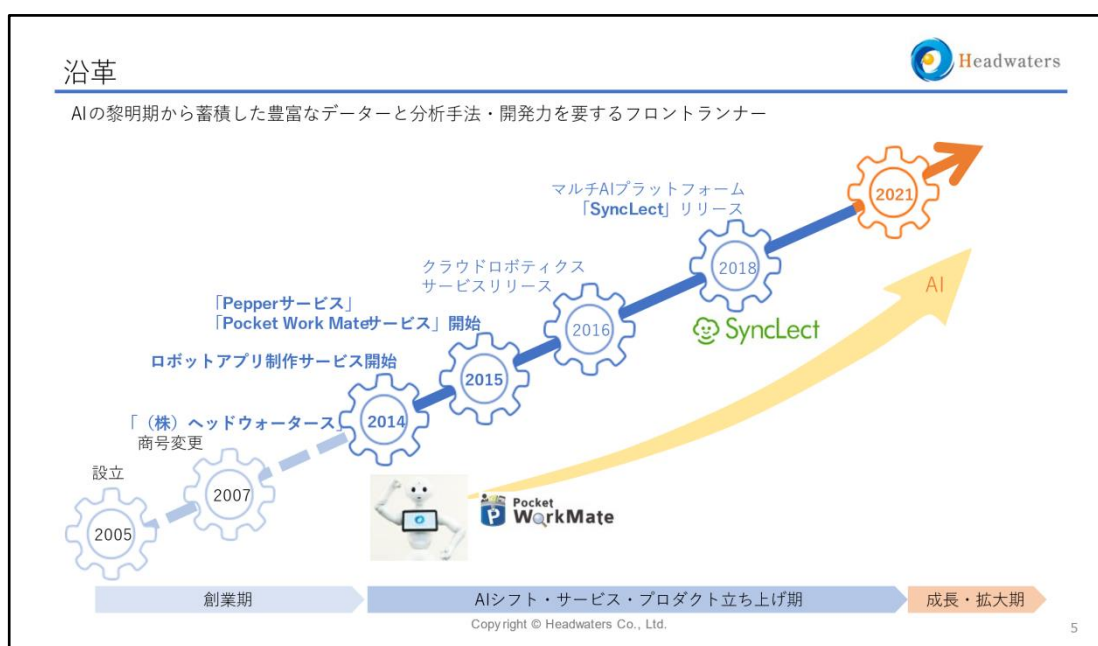 沿革
Headwaters
AIの黎明期から蓄積した豊富なデーターと分析手法・開発力を要するフロントランナー
2021
マルチAIプラットフォーム
「SyncLect」リリース
2018
SyncLect
AI
クラウドロボティクス
サービスリリース
2016
「Pepperサービス」
「Pocket Work Mateサービス」開始
2015
ロボットアプリ制作サービス開始
2014
「（株）ヘッドウォータース」
商号変更
2007
設立
2005
Pocket
WorkMate
創業期
AIシフト・サービス・プロダクト立ち上げ期
成長・拡大期
Copyright © Headwaters Co., Ltd.
5